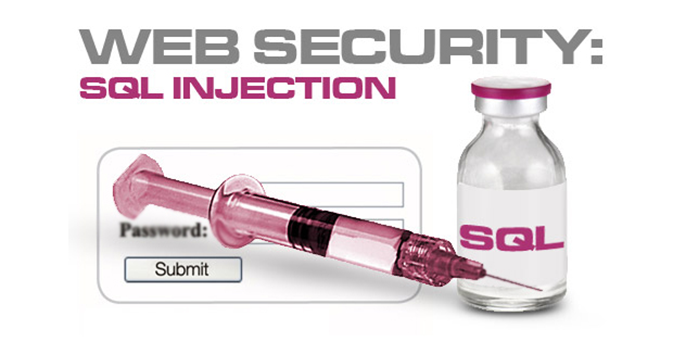 WEB SECURITY:
SQL INJECTION
Password:
Submit
SQL